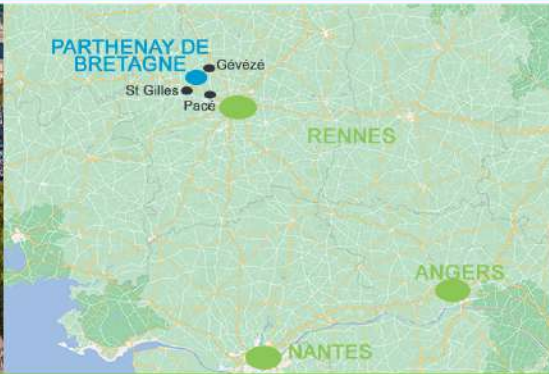 PARTHENAY DE
BRETAGNE
Gévézé
St Gilles
Pacé
RENNES
ANGERS
NANTES